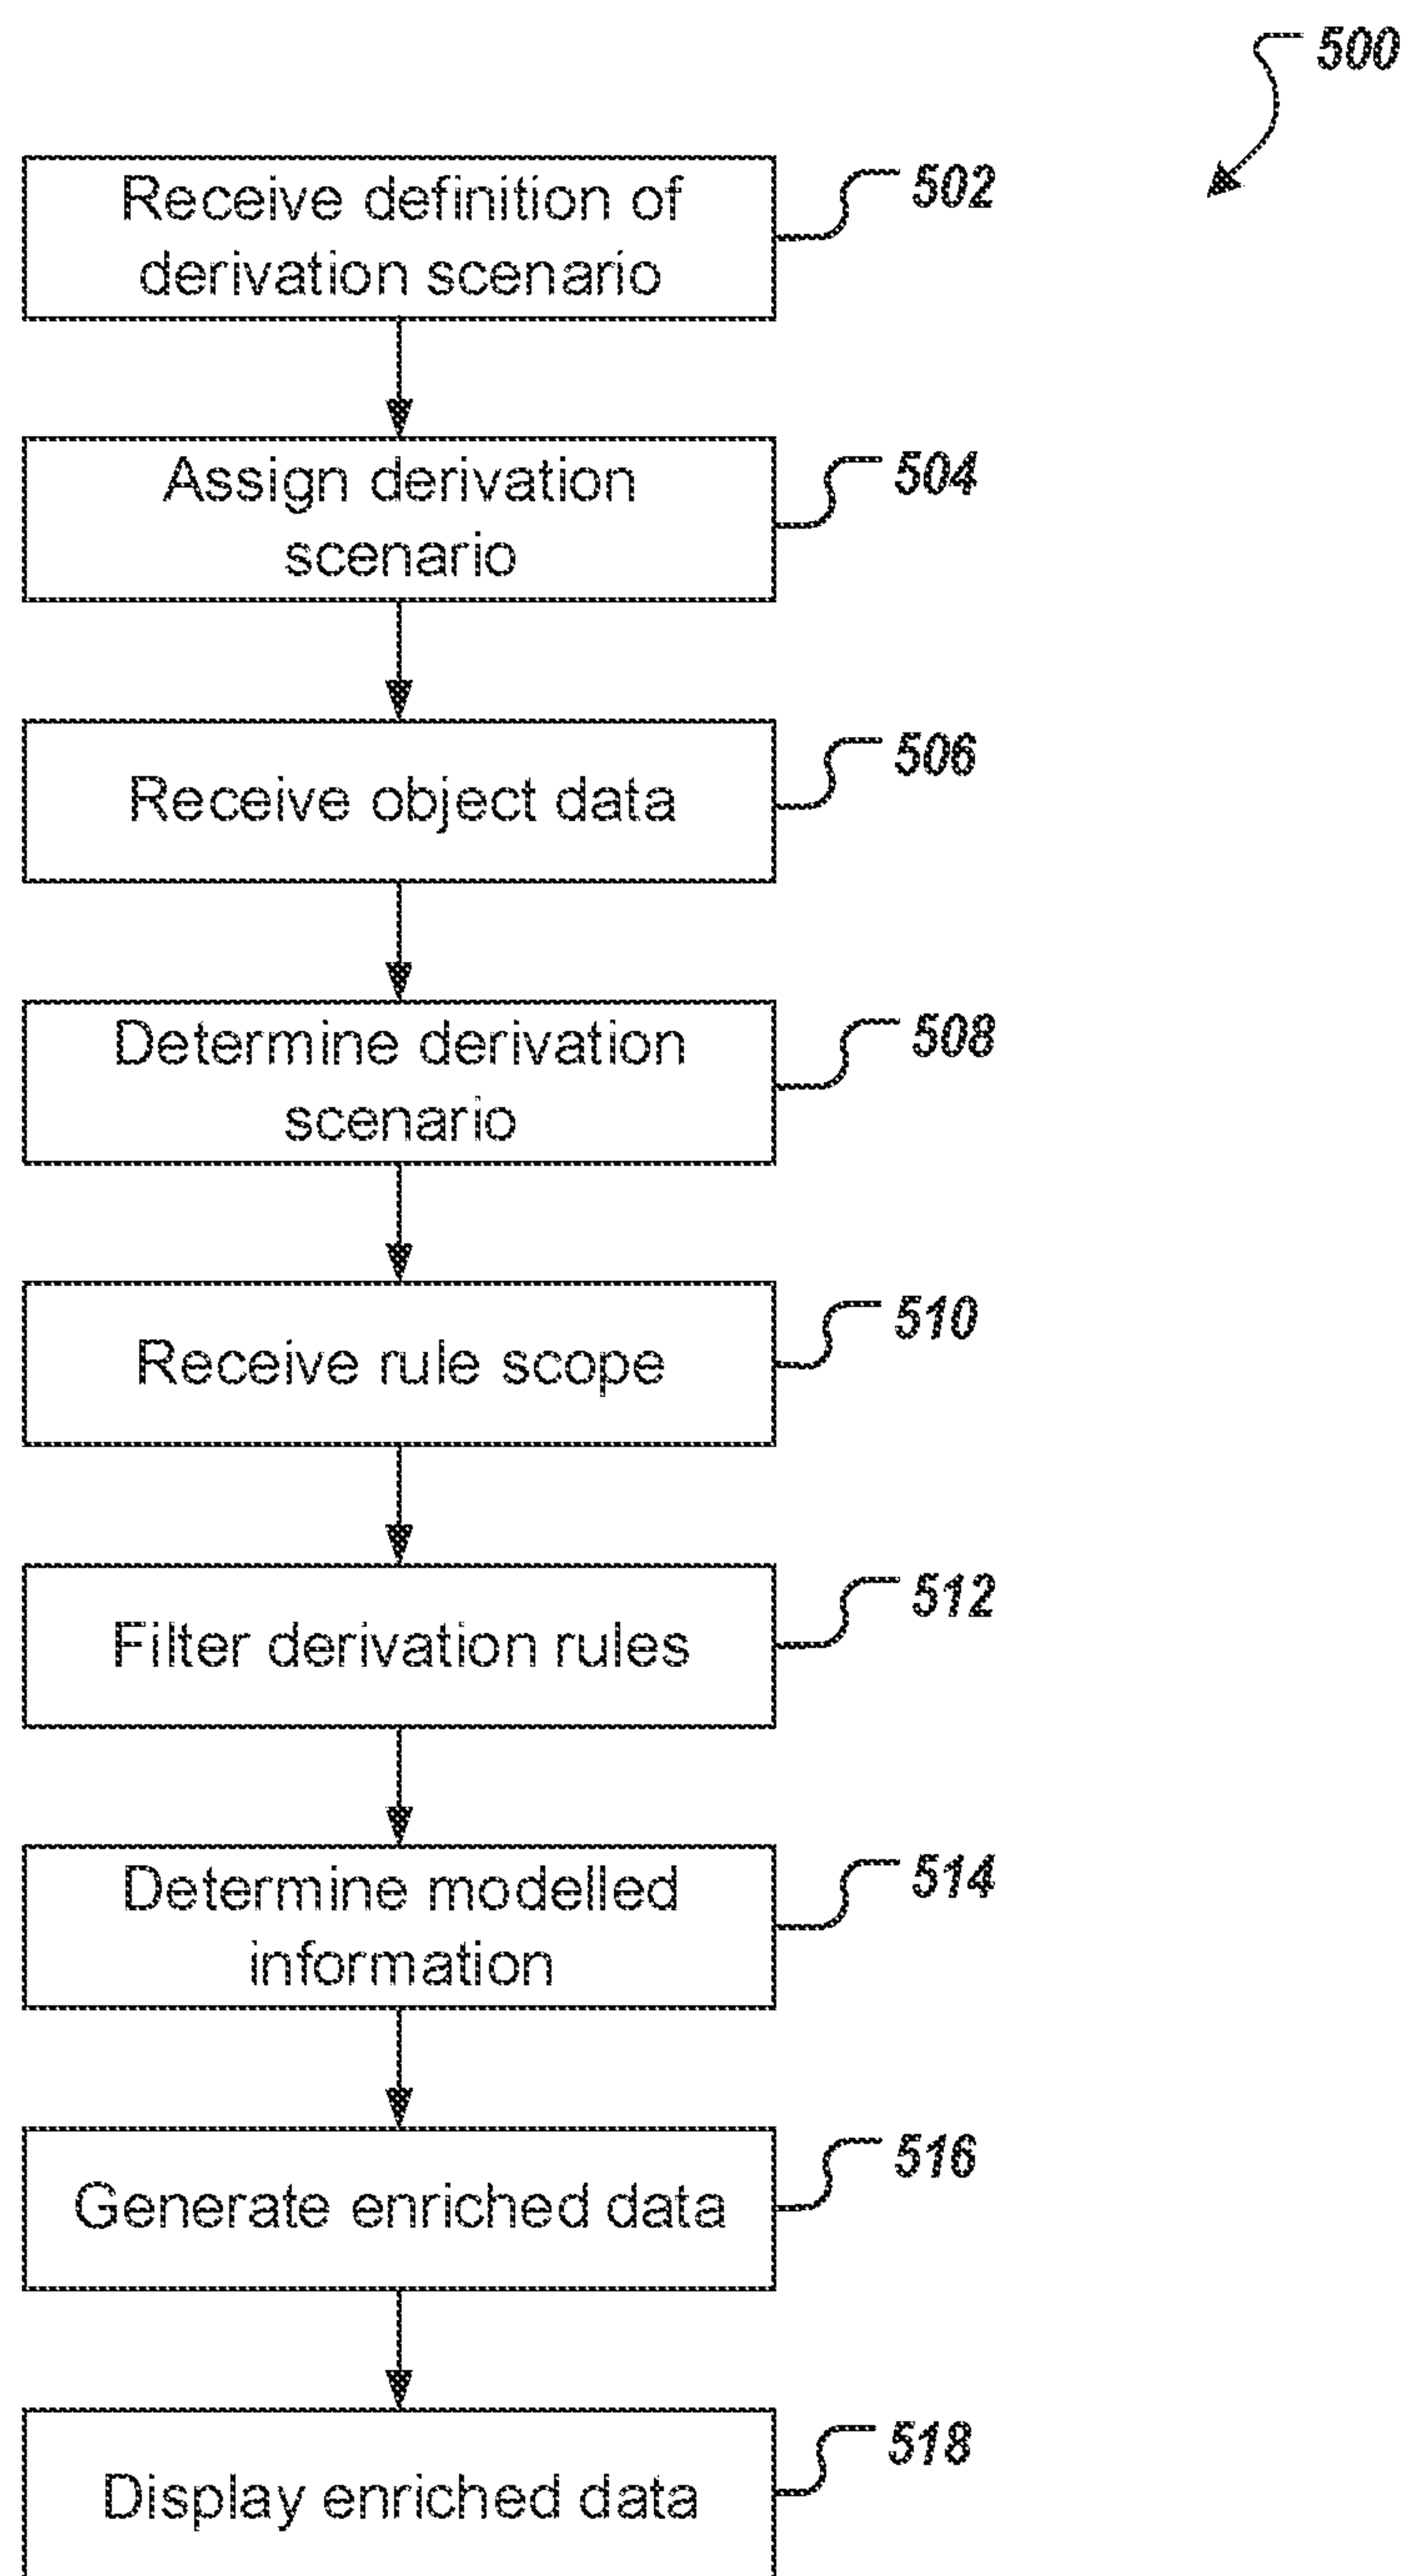 500
Receive definition of
derivation scenario
502
Assign derivation
scenario
504
Receive object data
506
Determine derivation
scenario
508
Receive rule scope
510
Filter derivation rules
512
Determine modelled
information
514
Generate enriched data
516
Display enriched data
518